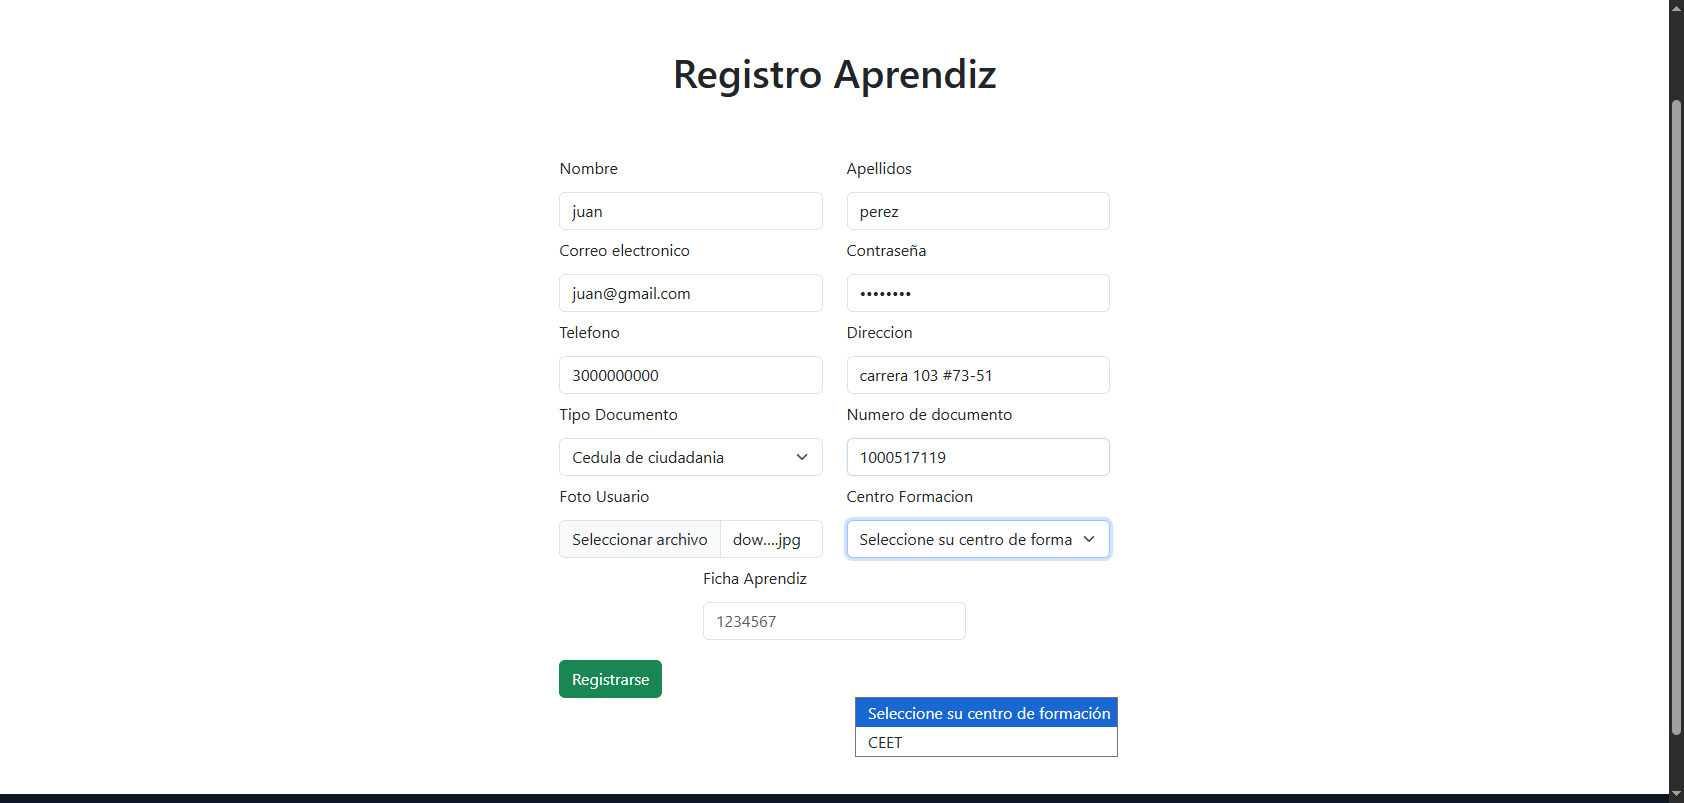 Registro Aprendiz
Nombre
Apellidos
juan
perez
Correo electronico
Contraseña
juan@gmail.com
••••••••
Telefono
Direccion
3000000000
carrera 103 #73-51
Tipo Documento
Numero de documento
Cedula de ciudadania
1000517119
Foto Usuario
Centro Formacion
Seleccionar archivo
dow....jpg
Seleccione su centro de forma
Ficha Aprendiz
1234567
Registrarse
Seleccione su centro de formación
CEET